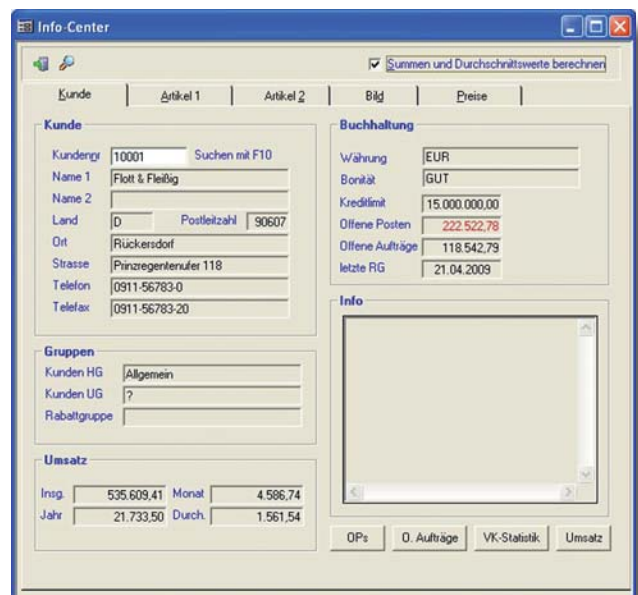 Info-Center
Summen und Durchschnittswerte berechnen
Kunde Artikel 1 Artikel 2 Bild Preise
Kunde
Kundennr 10001 Suchen mit F10
Name 1 Flott & Fleißig
Name 2
Land D Postleitzahl 90607
Ort Rückersdorf
Strasse Prinzregentenufer 118
Telefon 0911-56783-0
Telefax 0911-56783-20
Gruppen
Kunden HG Allgemein
Kunden UG ?
Rabattgruppe
Umsatz
Insg. 535.609,41 Monat 4.586,74
Jahr 21.733,50 Durch. 1.561,54
Buchhaltung
Währung EUR
Bonität GUT
Kreditlimit 15.000.000,00
Offene Posten 222.522,78
Offene Aufträge 118.542,79
letzte RG 21.04.2009
Info
OPs O. Aufträge VK-Statistik Umsatz